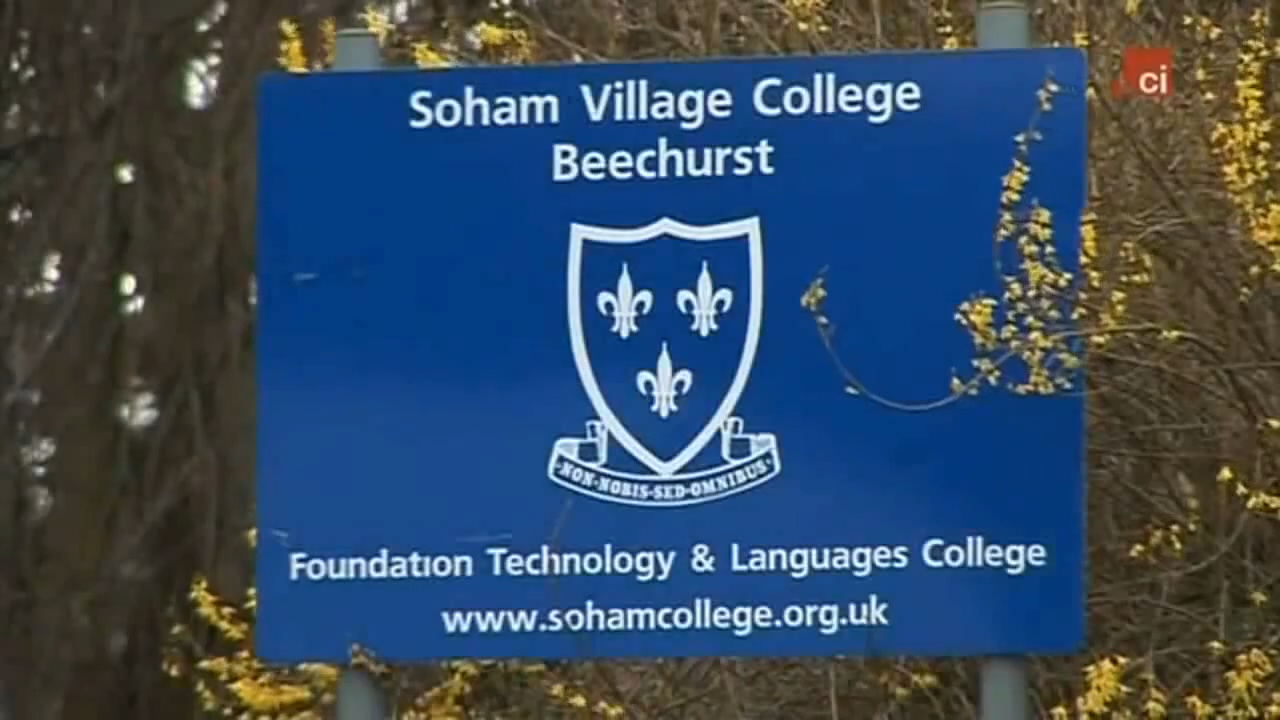 Soham Village College
Beechurst
NON·NOBIS·SED·OMNIBUS
Foundation Technology & Languages College
www.sohamcollege.org.uk
ci